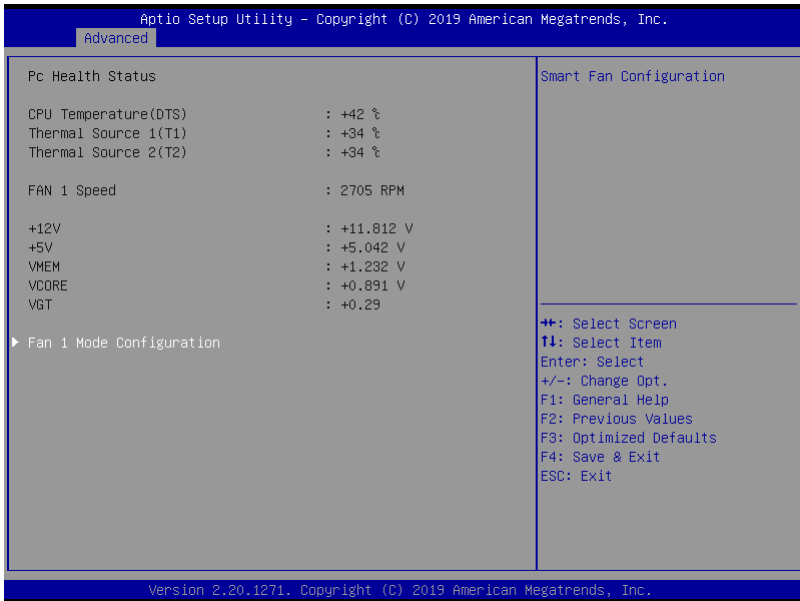 Aptio Setup Utility – Copyright (C) 2019 American Megatrends, Inc.
Advanced
Pc Health Status
CPU Temperature(DTS) : +42 ℃
Thermal Source 1(T1) : +34 ℃
Thermal Source 2(T2) : +34 ℃
FAN 1 Speed : 2705 RPM
+12V : +11.812 V
+5V : +5.042 V
VMEM : +1.232 V
VCORE : +0.891 V
VGT : +0.29
Fan 1 Mode Configuration
Smart Fan Configuration
→←: Select Screen
↑↓: Select Item
Enter: Select
+/-: Change Opt.
F1: General Help
F2: Previous Values
F3: Optimized Defaults
F4: Save & Exit
ESC: Exit
Version 2.20.1271. Copyright (C) 2019 American Megatrends, Inc.